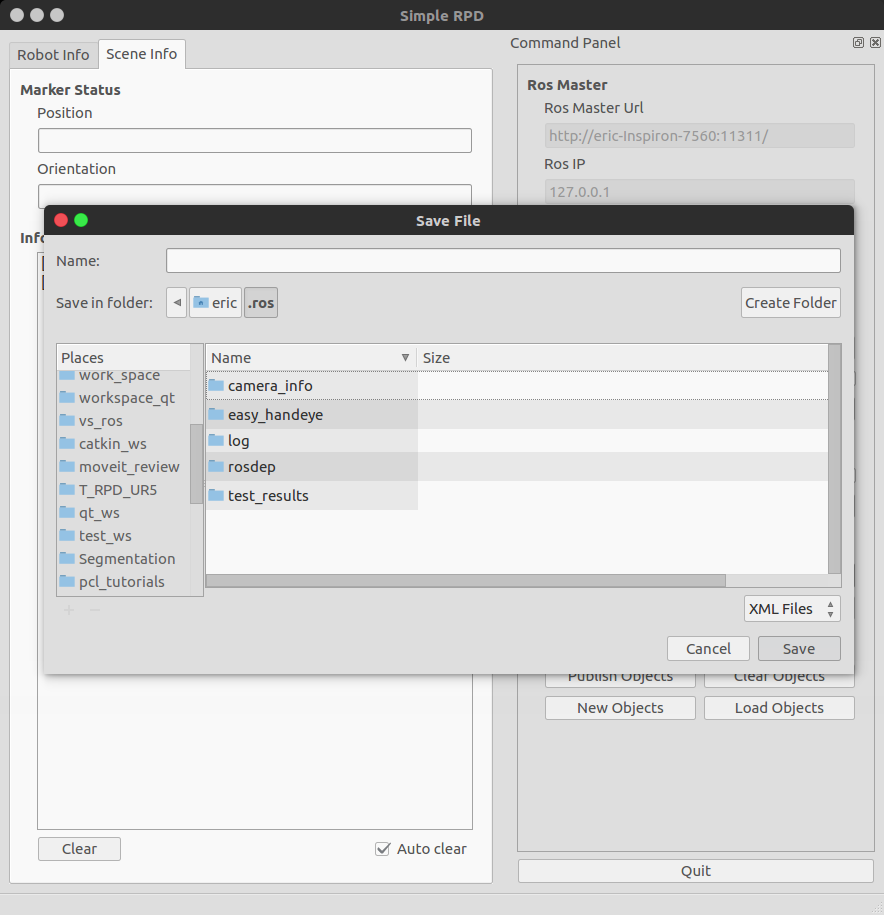 Simple RPD
Robot Info
Scene Info
Command Panel
Marker Status
Position
Orientation
Ros Master
Ros Master Url
http://eric-Inspiron-7560:11311/
Ros IP
127.0.0.1
Save File
Name:
Save in folder:
eric
.ros
Create Folder
Places
work_space
workspace_qt
vs_ros
catkin_ws
moveit_review
T_RPD_UR5
qt_ws
test_ws
Segmentation
pcl_tutorials
Name
Size
camera_info
easy_handeye
log
rosdep
test_results
XML Files
Cancel
Save
Publish Objects
Clear Objects
New Objects
Load Objects
Clear
Auto clear
Quit